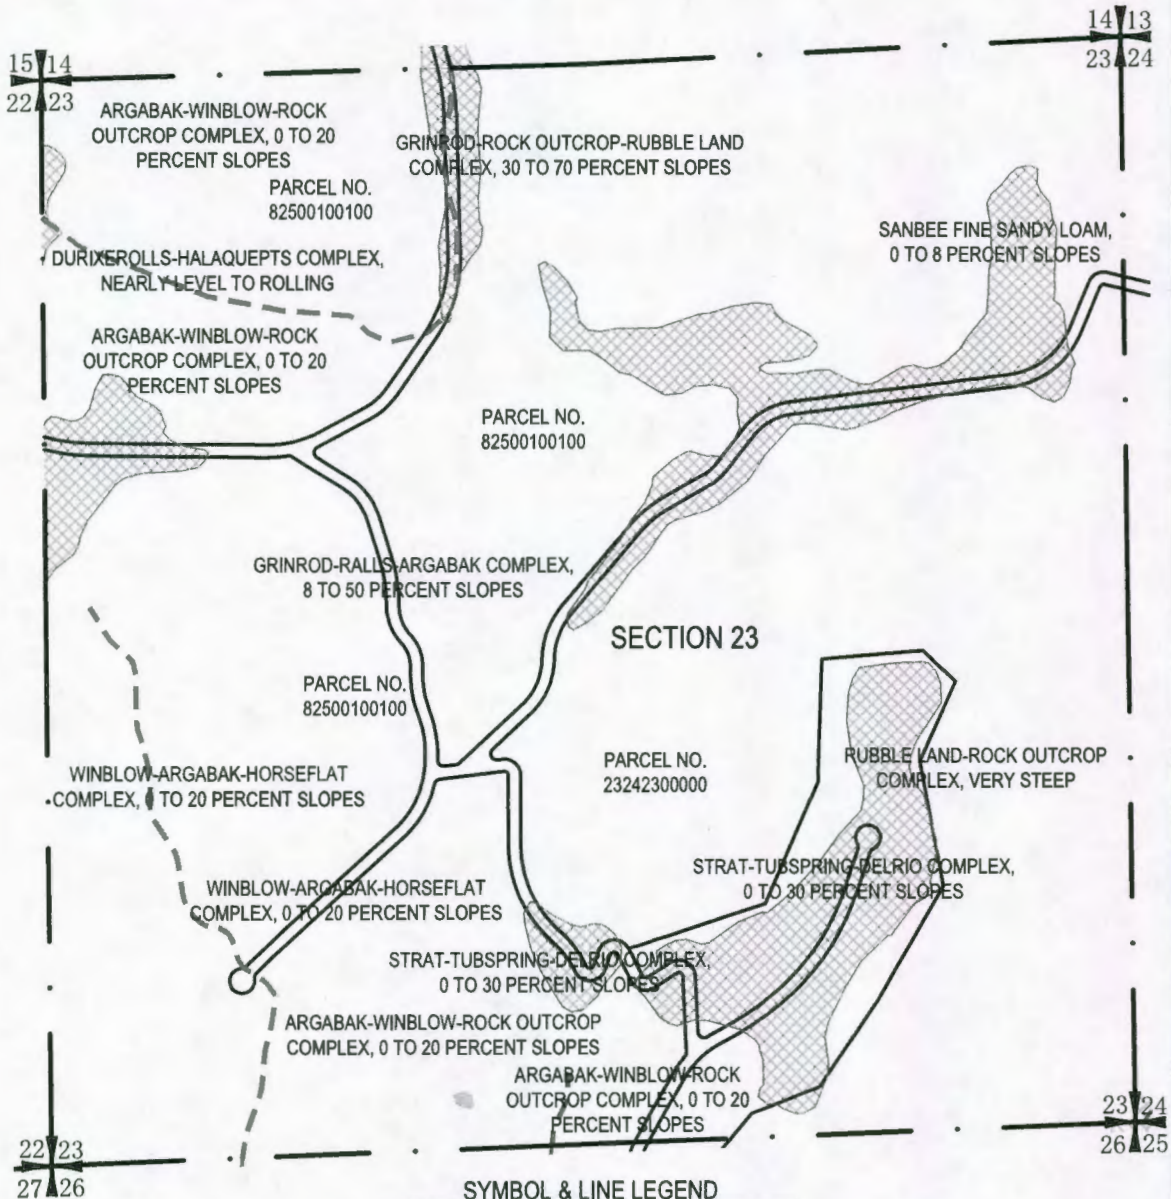 14 13
23 24
15 14
22 23
ARGABAK-WINBLOW-ROCK
OUTCROP COMPLEX, 0 TO 20
PERCENT SLOPES
GRINROD-ROCK OUTCROP-RUBBLE LAND
COMPLEX, 30 TO 70 PERCENT SLOPES
PARCEL NO.
82500100100
SANBEE FINE SANDY LOAM,
0 TO 8 PERCENT SLOPES
DURIXEROLLS-HALAQUEPTS COMPLEX,
NEARLY LEVEL TO ROLLING
ARGABAK-WINBLOW-ROCK
OUTCROP COMPLEX, 0 TO 20
PERCENT SLOPES
PARCEL NO.
82500100100
GRINROD-RALLS-ARGABAK COMPLEX,
8 TO 50 PERCENT SLOPES
SECTION 23
PARCEL NO.
82500100100
PARCEL NO.
23242300000
RUBBLE LAND-ROCK OUTCROP
COMPLEX, VERY STEEP
WINBLOW-ARGABAK-HORSEFLAT
COMPLEX, 0 TO 20 PERCENT SLOPES
STRAT-TUBSPRING-DELRIO COMPLEX,
0 TO 30 PERCENT SLOPES
WINBLOW-ARGABAK-HORSEFLAT
COMPLEX, 0 TO 20 PERCENT SLOPES
STRAT-TUBSPRING-DELRIO COMPLEX,
0 TO 30 PERCENT SLOPES
ARGABAK-WINBLOW-ROCK OUTCROP
COMPLEX, 0 TO 20 PERCENT SLOPES
ARGABAK-WINBLOW-ROCK
OUTCROP COMPLEX, 0 TO 20
PERCENT SLOPES
23 24
26 25
22 23
27 26
SYMBOL & LINE LEGEND